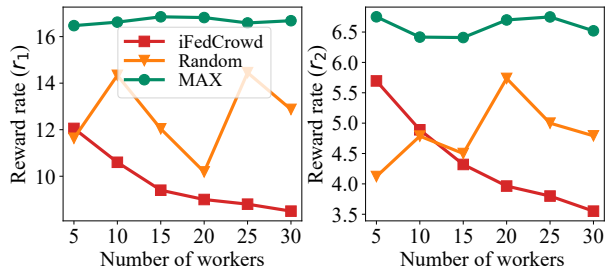 Reward rate (r1)
16
14
12
10
iFedCrowd
Random
MAX
5 10 15 20 25 30
Number of workers
Reward rate (r2)
6.5
6.0
5.5
5.0
4.5
4.0
3.5
5 10 15 20 25 30
Number of workers